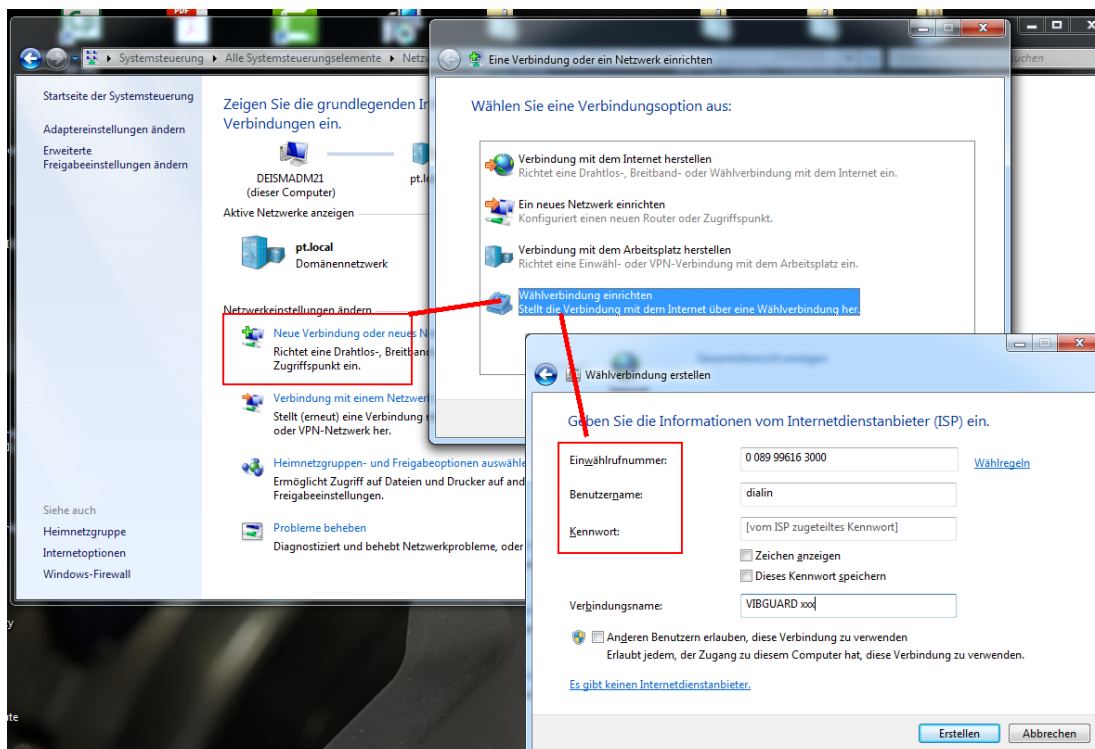 PDF
Systemsteuerung
Alle Systemsteuerungselemente
Netzw
uchen
Startseite der Systemsteuerung
Adaptereinstellungen ändern
Erweiterte
Freigabeeinstellungen ändern
Siehe auch
Heimnetzgruppe
Internetoptionen
Windows-Firewall
Zeigen Sie die grundlegenden In
Verbindungen ein.
DEISMADM21
(dieser Computer)
pt.lo
Aktive Netzwerke anzeigen
pt.local
Domänennetzwerk
Netzwerkeinstellungen ändern
Neue Verbindung oder neues N
Richtet eine Drahtlos-, Breitband
Zugriffspunkt ein.
Verbindung mit einem Netzwer
Stellt (erneut) eine Verbindung
oder VPN-Netzwerk her.
Heimnetzgruppen- und Freigabeoptionen auswähle
Ermöglicht Zugriff auf Dateien und Drucker auf and
Freigabeeinstellungen.
Probleme beheben
Diagnostiziert und behebt Netzwerkprobleme, oder
Eine Verbindung oder ein Netzwerk einrichten
Wählen Sie eine Verbindungsoption aus:
Verbindung mit dem Internet herstellen
Richtet eine Drahtlos-, Breitband- oder Wählverbindung mit dem Internet ein.
Ein neues Netzwerk einrichten
Konfiguriert einen neuen Router oder Zugriffspunkt.
Verbindung mit dem Arbeitsplatz herstellen
Richtet eine Einwähl- oder VPN-Verbindung mit dem Arbeitsplatz ein.
Wählverbindung einrichten
Stellt die Verbindung mit dem Internet über eine Wählverbindung her.
Wählverbindung erstellen
Geben Sie die Informationen vom Internetdienstanbieter (ISP) ein.
Einwählrufnummer: 0 089 99616 3000 Wählregeln
Benutzername: dialin
Kennwort: [vom ISP zugeteiltes Kennwort]
Zeichen anzeigen
Dieses Kennwort speichern
Verbindungsname: VIBGUARD xxx
Anderen Benutzern erlauben, diese Verbindung zu verwenden
Erlaubt jedem, der Zugang zu diesem Computer hat, diese Verbindung zu verwenden.
Es gibt keinen Internetdienstanbieter.
Erstellen Abbrechen